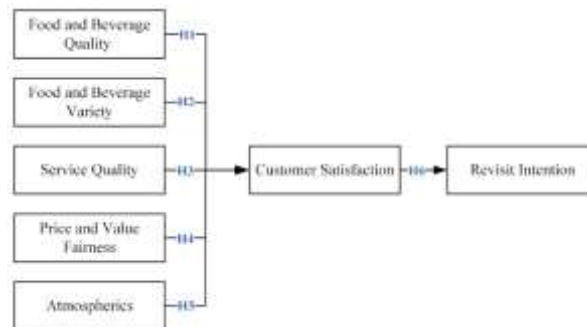 Food and Beverage
Quality
H1
Food and Beverage
Variety
H2
Service Quality
H3
Customer Satisfaction
H6
Revisit Intention
Price and Value
Fairness
H4
Atmospherics
H5